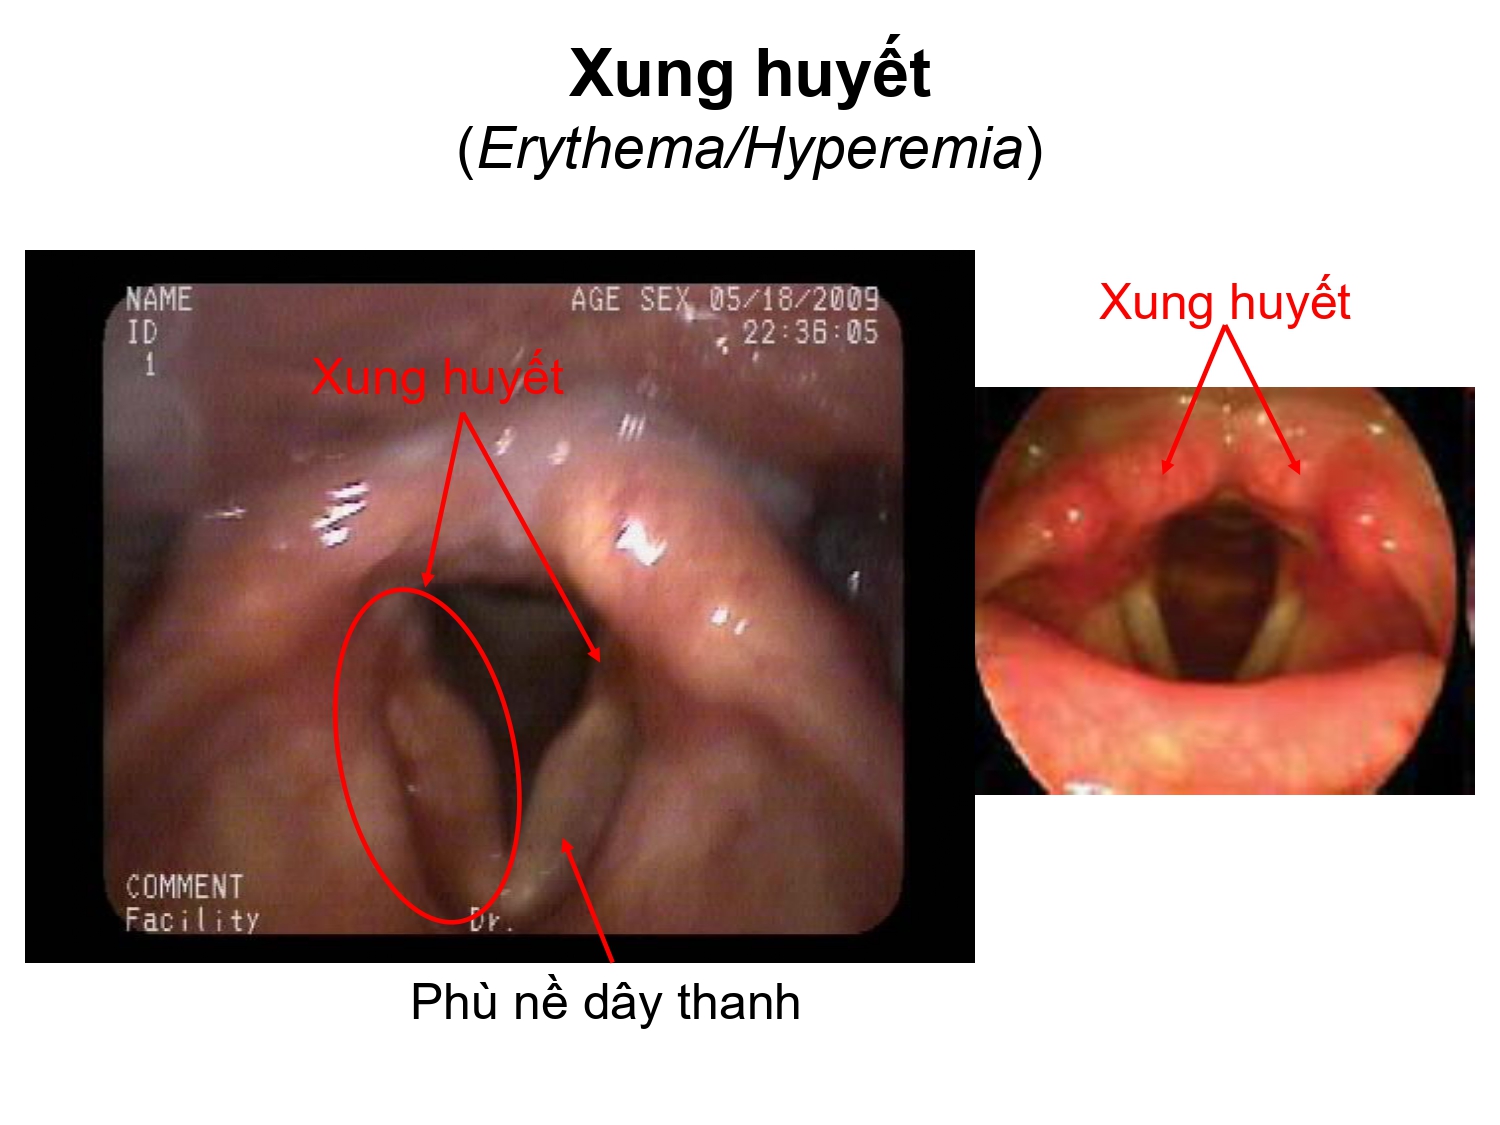 Xung huyết
(Erythema/Hyperemia)
NAME
ID
1
AGE SEX 05/18/2009
22:36:05
Xung huyết
Xung huyết
COMMENT
Facility
Dr.
Phù nề dây thanh